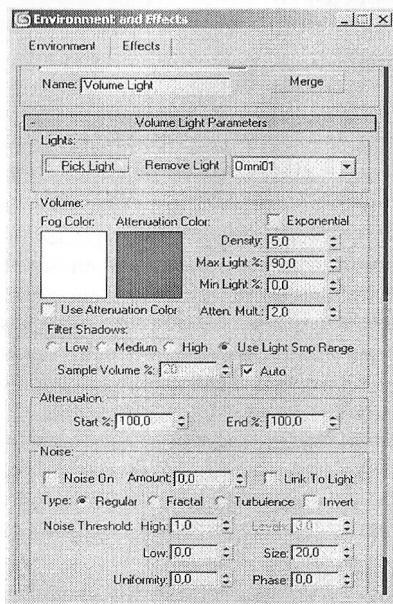 Environment and Effects
Environment Effects
Name: Volume Light Merge
- Volume Light Parameters
Lights:
Pick Light Remove Light Omni01
Volume:
Fog Color: Attenuation Color: Exponential
Density: 5,0
Max Light %: 90,0
Min Light %: 0,0
Use Attenuation Color Atten. Mult.: 2,0
Filter Shadows:
Low Medium High Use Light Smp Range
Sample Volume %: 20 Auto
Attenuation:
Start %: 100,0 End %: 100,0
Noise:
Noise On Amount: 0,0 Link To Light
Type: Regular Fractal Turbulence Invert
Noise Threshold: High: 1,0 Levels: 3,0
Low: 0,0 Size: 20,0
Uniformity: 0,0 Phase: 0,0